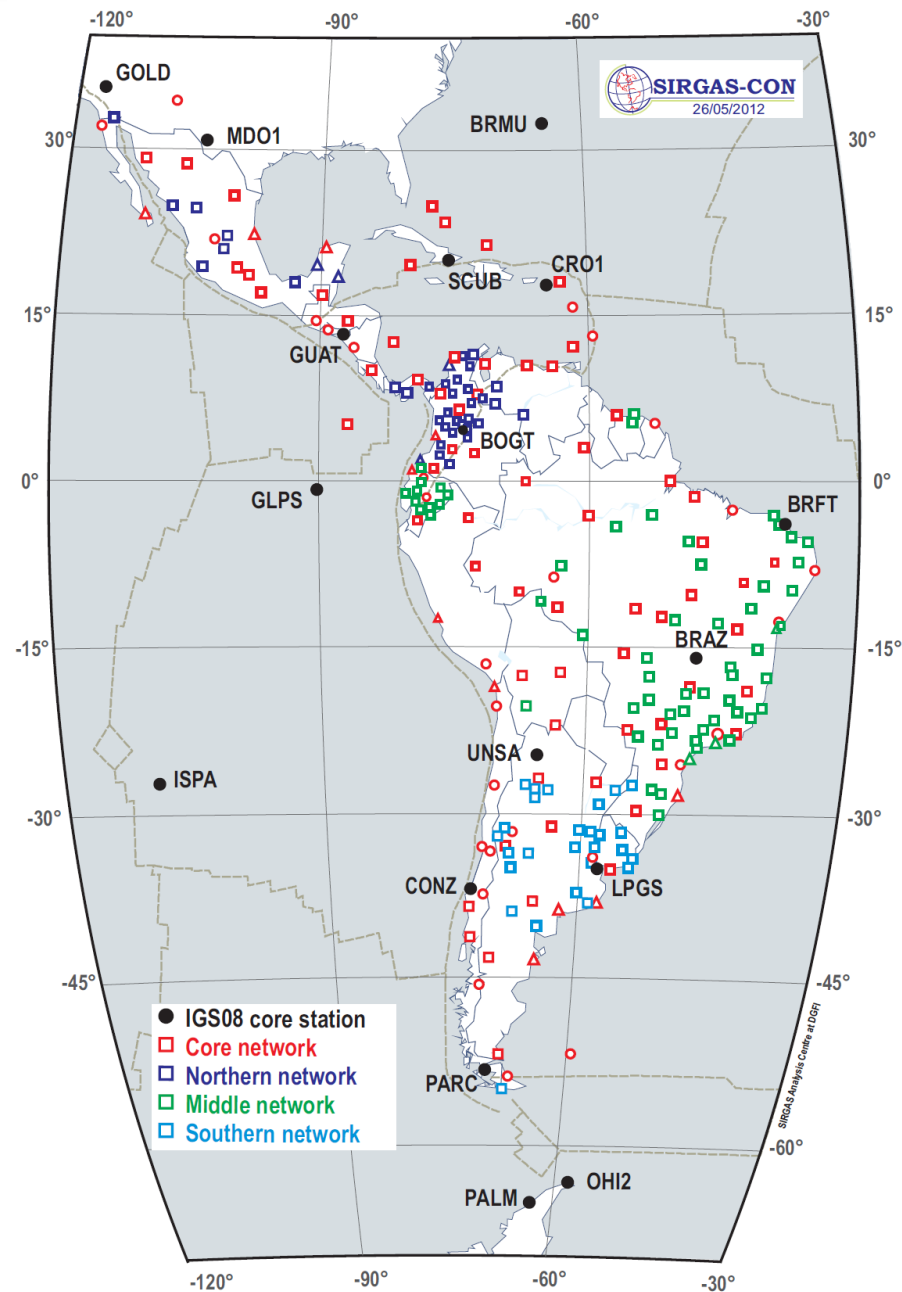 -120° -90° -60° -30°
GOLD
SIRGAS-CON
26/05/2012
BRMU
MDO1
30° 30°
CRO1
SCUB
15° 15°
GUAT
BOGT
0° 0°
GLPS
BRFT
BRAZ
-15° -15°
UNSA
ISPA
-30° -30°
CONZ
LPGS
-45° -45°
IGS08 core station
Core network
Northern network
Middle network
Southern network
PARC
SIRGAS Analysis Centre at DGFI
-60°
OHI2
PALM
-120° -90° -60° -30°